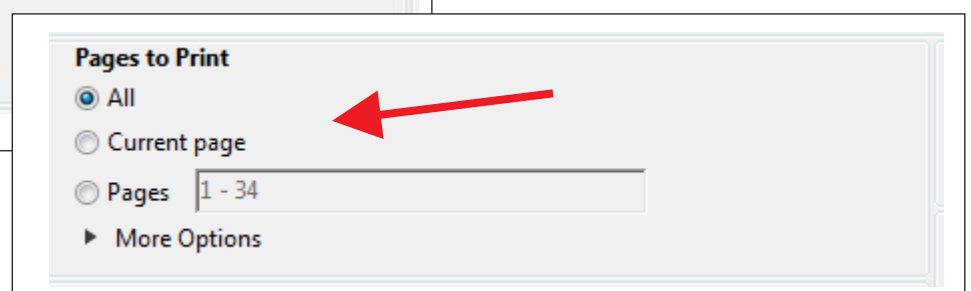 Pages to Print
All
Current page
Pages 1 - 34
More Options